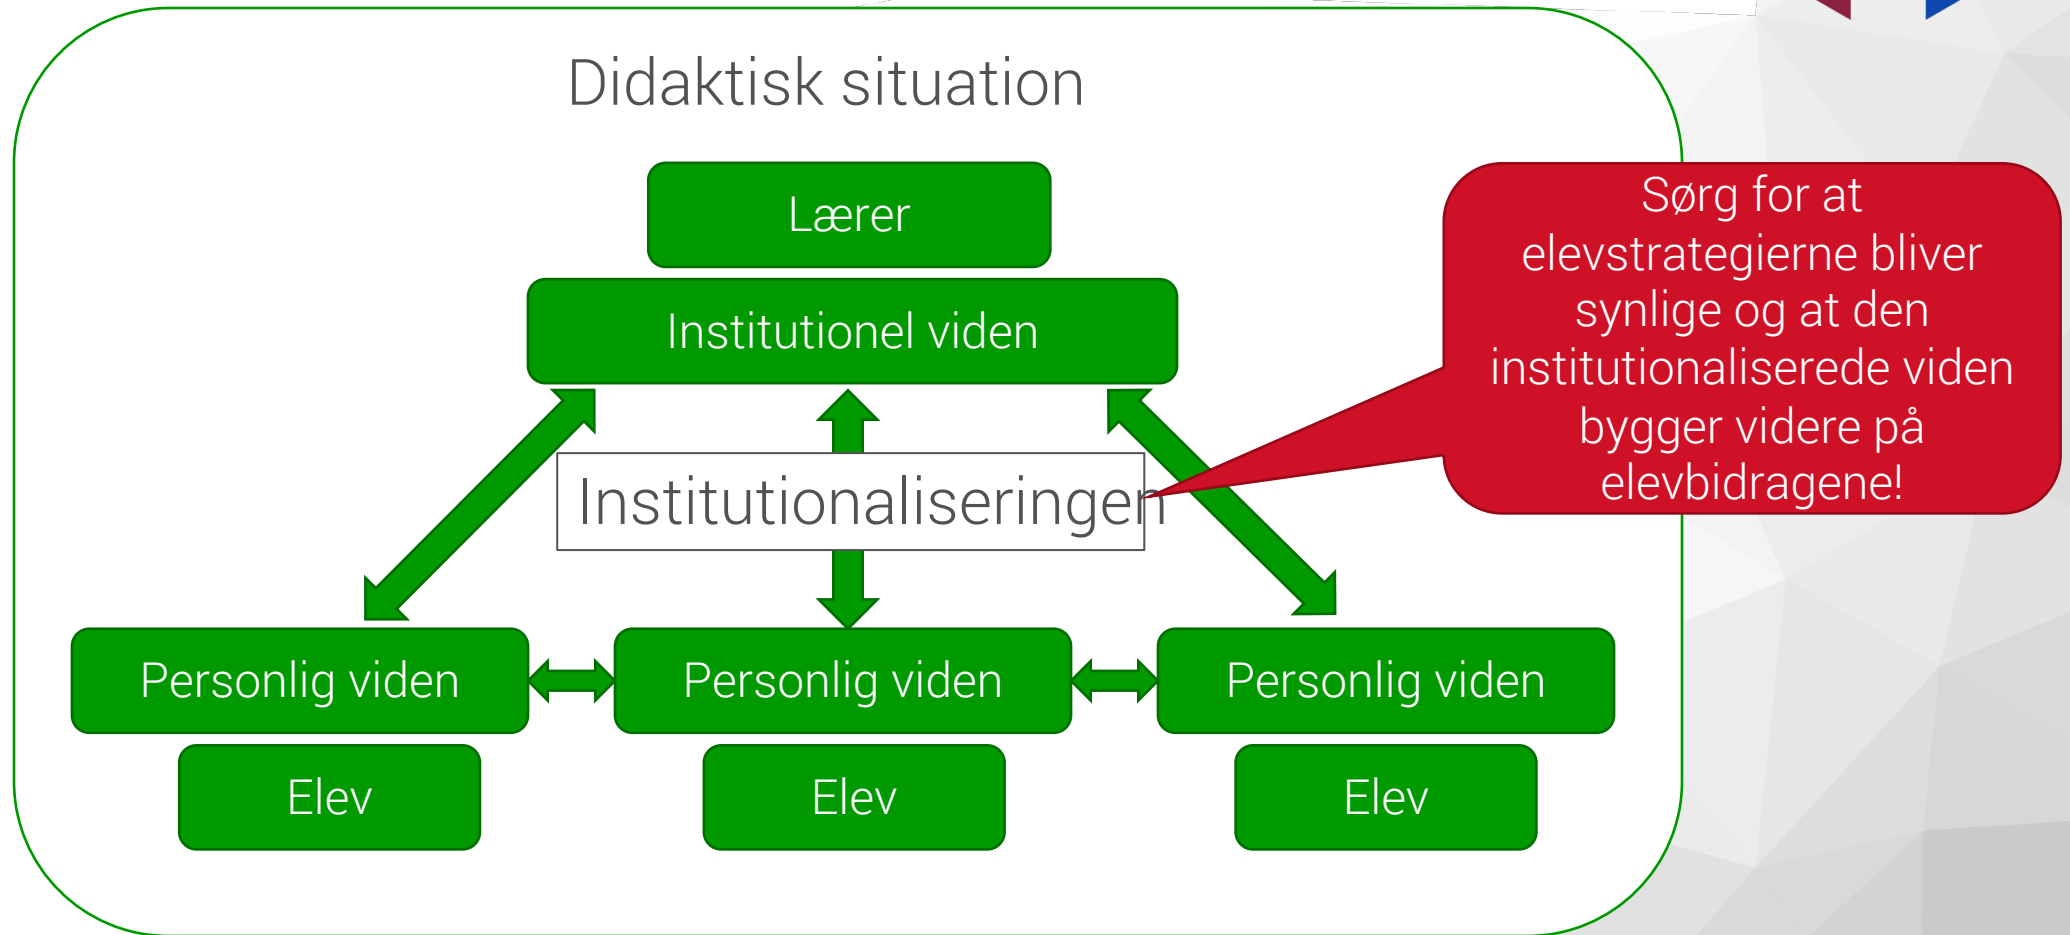 Didaktisk situation
Lærer
Institutionel viden
Sørg for at
elevstrategierne bliver
synlige og at den
institutionaliserede viden
bygger videre på
elevbidragene!
Institutionaliseringen
Personlig viden
Personlig viden
Personlig viden
Elev
Elev
Elev